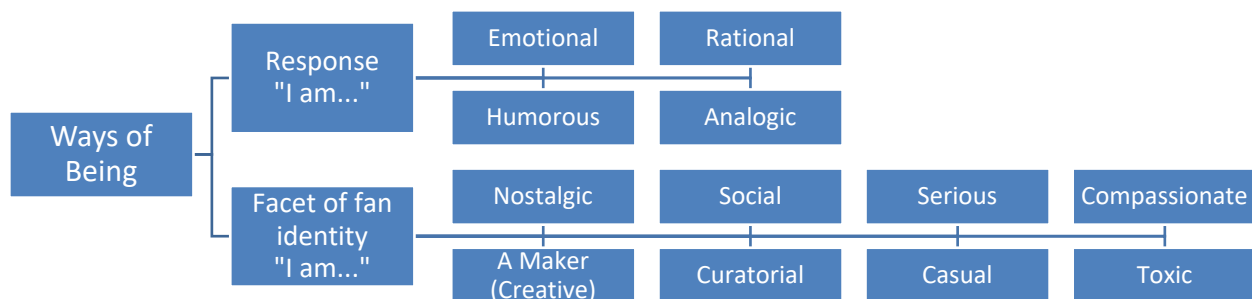 Ways of
Being
Response
"I am..."
Emotional
Rational
Humorous
Analogic
Facet of fan
identity
"I am..."
Nostalgic
Social
Serious
Compassionate
A Maker
(Creative)
Curatorial
Casual
Toxic